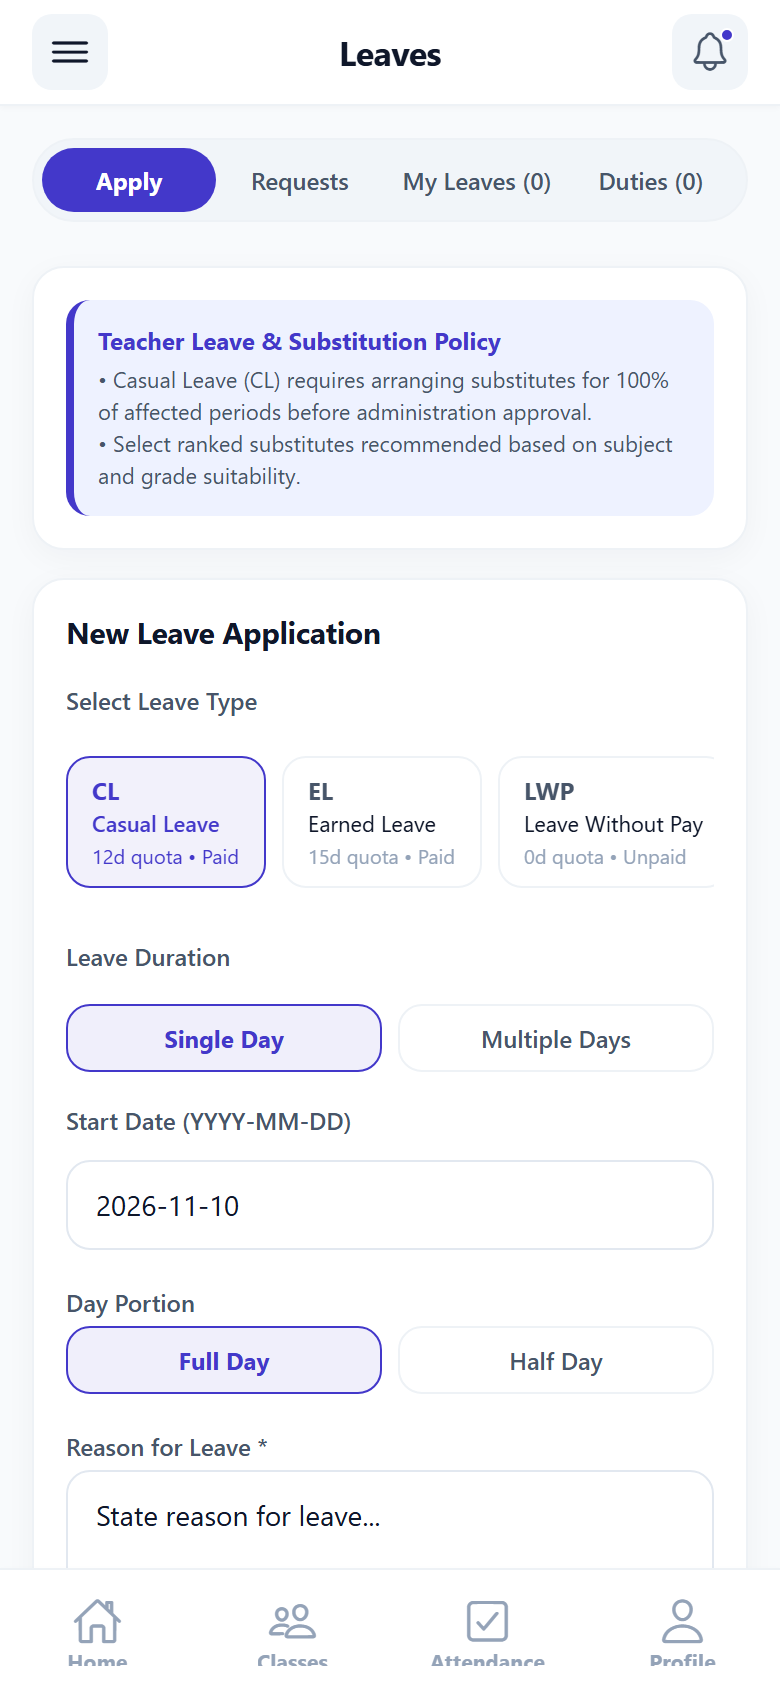 Leaves
Apply
Requests
My Leaves (0)
Duties (0)
Teacher Leave & Substitution Policy
• Casual Leave (CL) requires arranging substitutes for 100%
of affected periods before administration approval.
• Select ranked substitutes recommended based on subject
and grade suitability.
New Leave Application
Select Leave Type
CL
Casual Leave
12d quota • Paid
EL
Earned Leave
15d quota • Paid
LWP
Leave Without Pay
0d quota • Unpaid
Leave Duration
Single Day
Multiple Days
Start Date (YYYY-MM-DD)
2026-11-10
Day Portion
Full Day
Half Day
Reason for Leave *
State reason for leave...
Home
Classes
Attendance
Profile